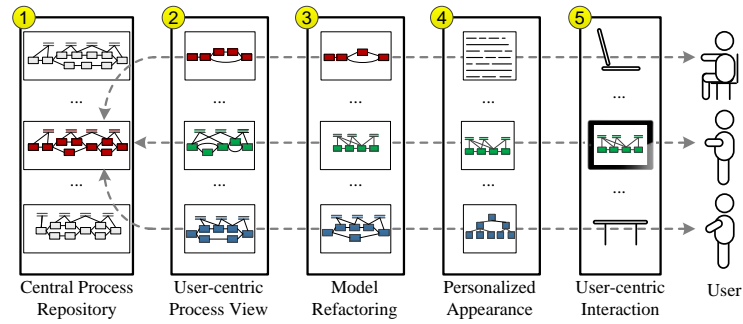 1
2
3
4
5
...
...
...
...
...
...
...
...
...
...
Central Process
Repository
User-centric
Process View
Model
Refactoring
Personalized
Appearance
User-centric
Interaction
User